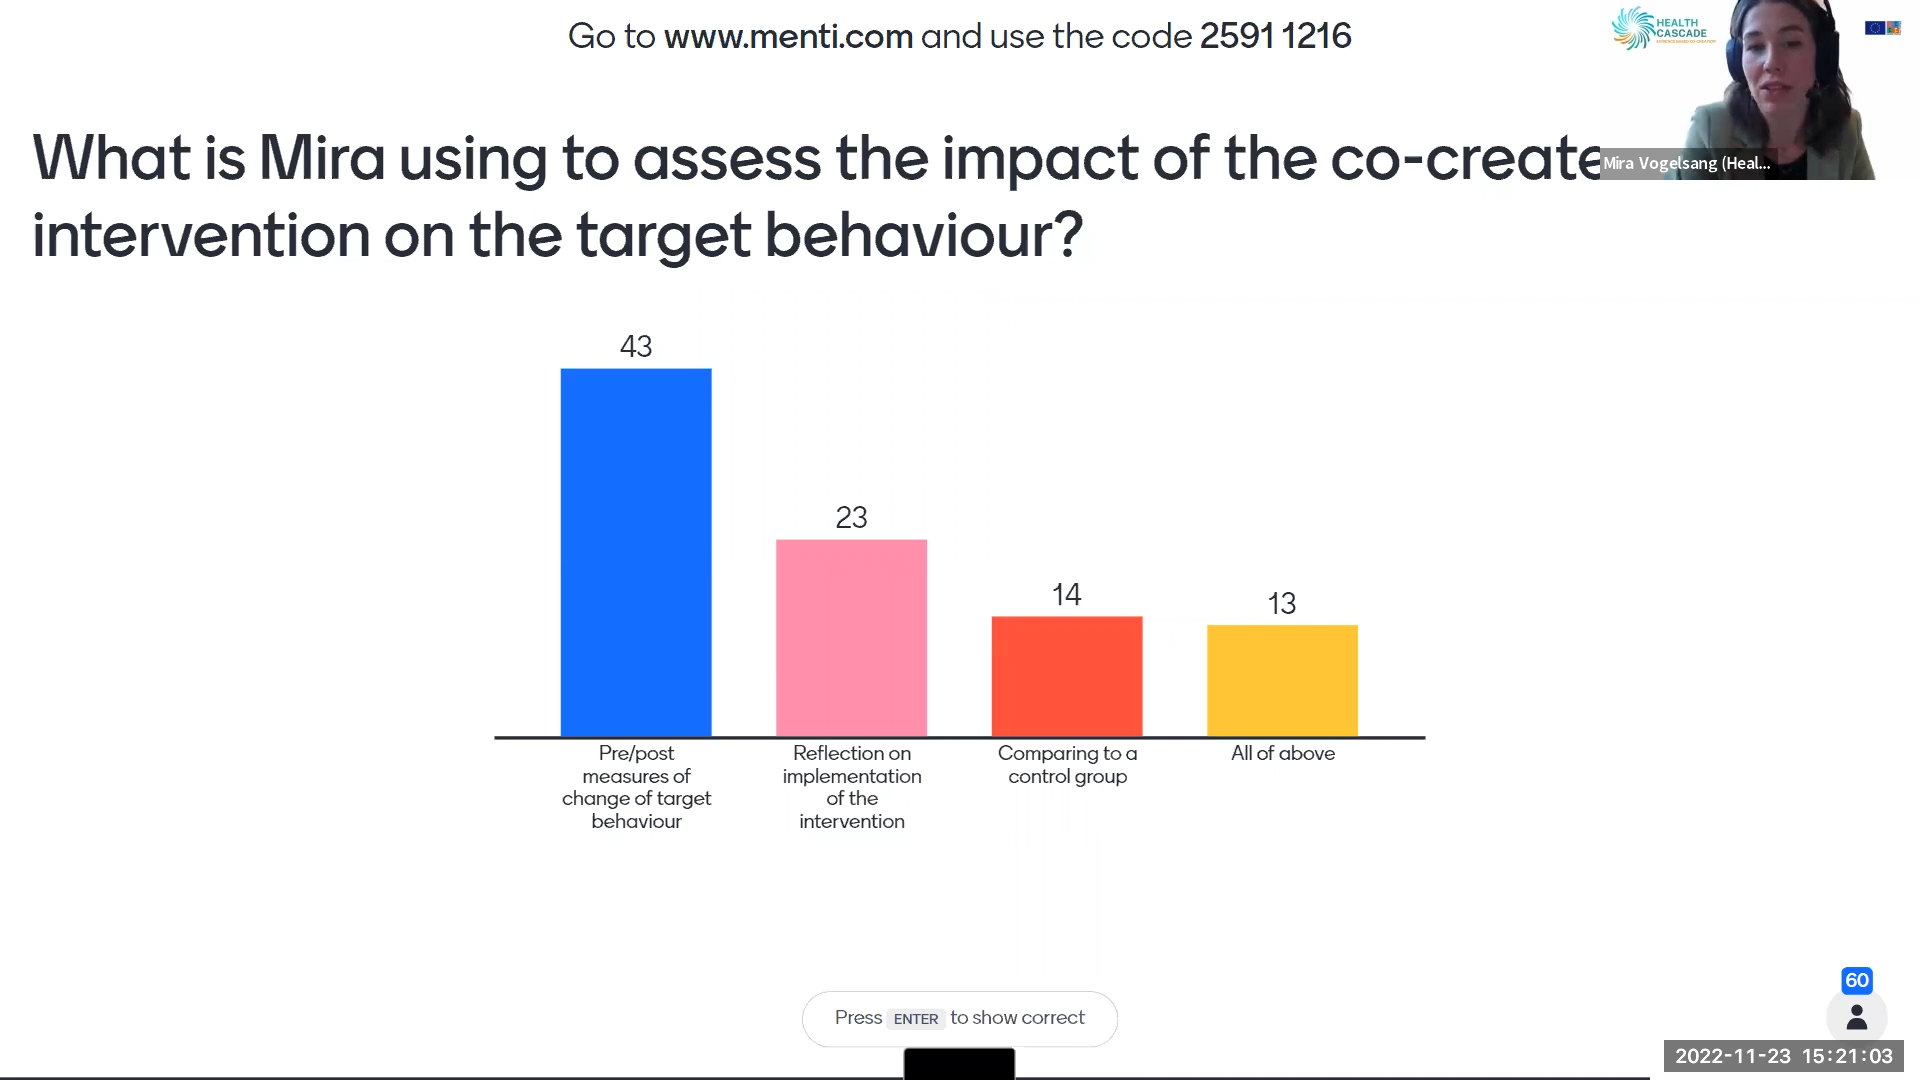 Go to www.menti.com and use the code 2591 1216
HEALTH
CASCADE
What is Mira using to assess the impact of the co-create
Mira Vogelsang (Heal...
intervention on the target behaviour?
43
23
14
13
Pre/post
measures of
change of target
behaviour
Reflection on
implementation
of the
intervention
Comparing to a
control group
All of above
60
Press ENTER to show correct
2022-11-23 15:21:03